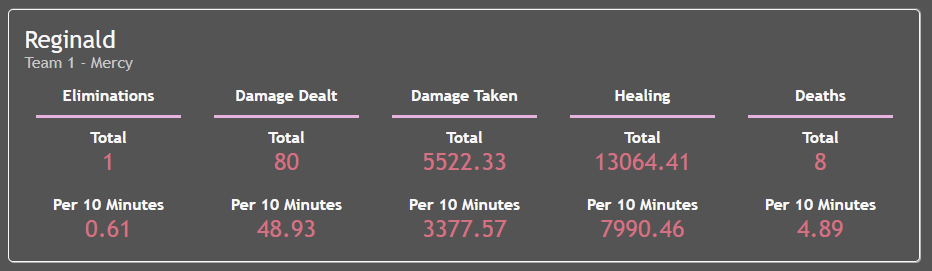 Reginald
Team 1 - Mercy
Eliminations Damage Dealt Damage Taken Healing Deaths
Total Total Total Total Total
1 80 5522.33 13064.41 8
Per 10 Minutes Per 10 Minutes Per 10 Minutes Per 10 Minutes Per 10 Minutes
0.61 48.93 3377.57 7990.46 4.89